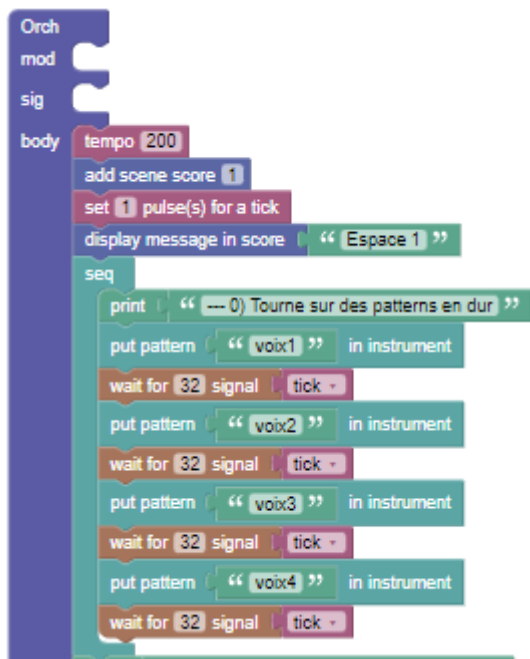 Orch
mod
sig
body tempo 200
add scene score 1
set 1 pulse(s) for a tick
display message in score “ Espace 1 ”
seq
print “ --- 0) Tourne sur des patterns en dur ”
put pattern “ voix1 ” in instrument
wait for 32 signal tick
put pattern “ voix2 ” in instrument
wait for 32 signal tick
put pattern “ voix3 ” in instrument
wait for 32 signal tick
put pattern “ voix4 ” in instrument
wait for 32 signal tick